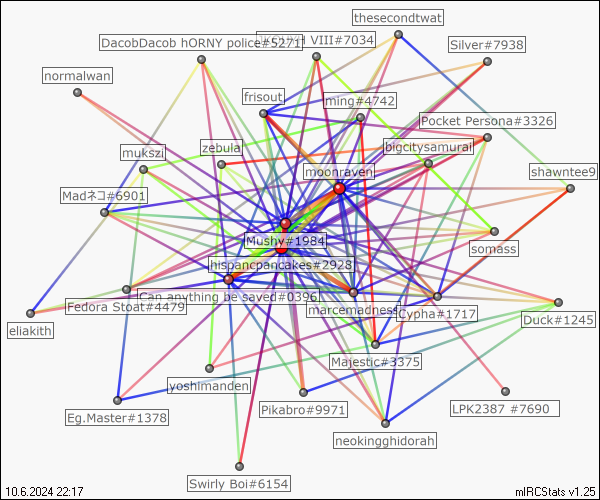 thesecondtwat
DacobDacob hORNY police#5271
VIII#7034
Silver#7938
normalwan
frisout
ming#4742
Pocket Persona#3326
zebula
bigcitysamurai
mukszi
moonraven
shawntee9
Madネコ#6901
Mushy#1984
somass
hispancpancakes#2928
Can anything be saved#0396
Fedora Stoat#4479
marcemadness
Cypha#1717
Duck#1245
eliakith
Majestic#3375
yoshimanden
LPK2387 #7690
Pikabro#9971
Eg.Master#1378
neokingghidorah
Swirly Boi#6154
10.6.2024 22:17
mIRCStats v1.25